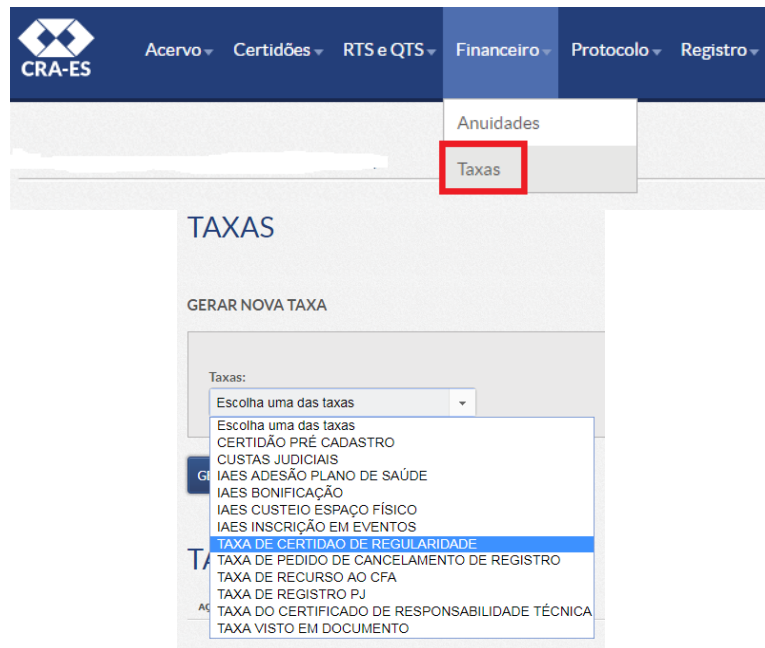 CRA-ES
Acervo Certidões RTS e QTS Financeiro Protocolo Registro
Anuidades
Taxas
TAXAS
GERAR NOVA TAXA
Taxas:
Escolha uma das taxas
Escolha uma das taxas
CERTIDÃO PRÉ CADASTRO
CUSTAS JUDICIAIS
IAES ADESÃO PLANO DE SAÚDE
IAES BONIFICAÇÃO
IAES CUSTEIO ESPAÇO FÍSICO
IAES INSCRIÇÃO EM EVENTOS
TAXA DE CERTIDAO DE REGULARIDADE
TAXA DE PEDIDO DE CANCELAMENTO DE REGISTRO
TAXA DE RECURSO AO CFA
TAXA DE REGISTRO PJ
TAXA DO CERTIFICADO DE RESPONSABILIDADE TÉCNICA
TAXA VISTO EM DOCUMENTO